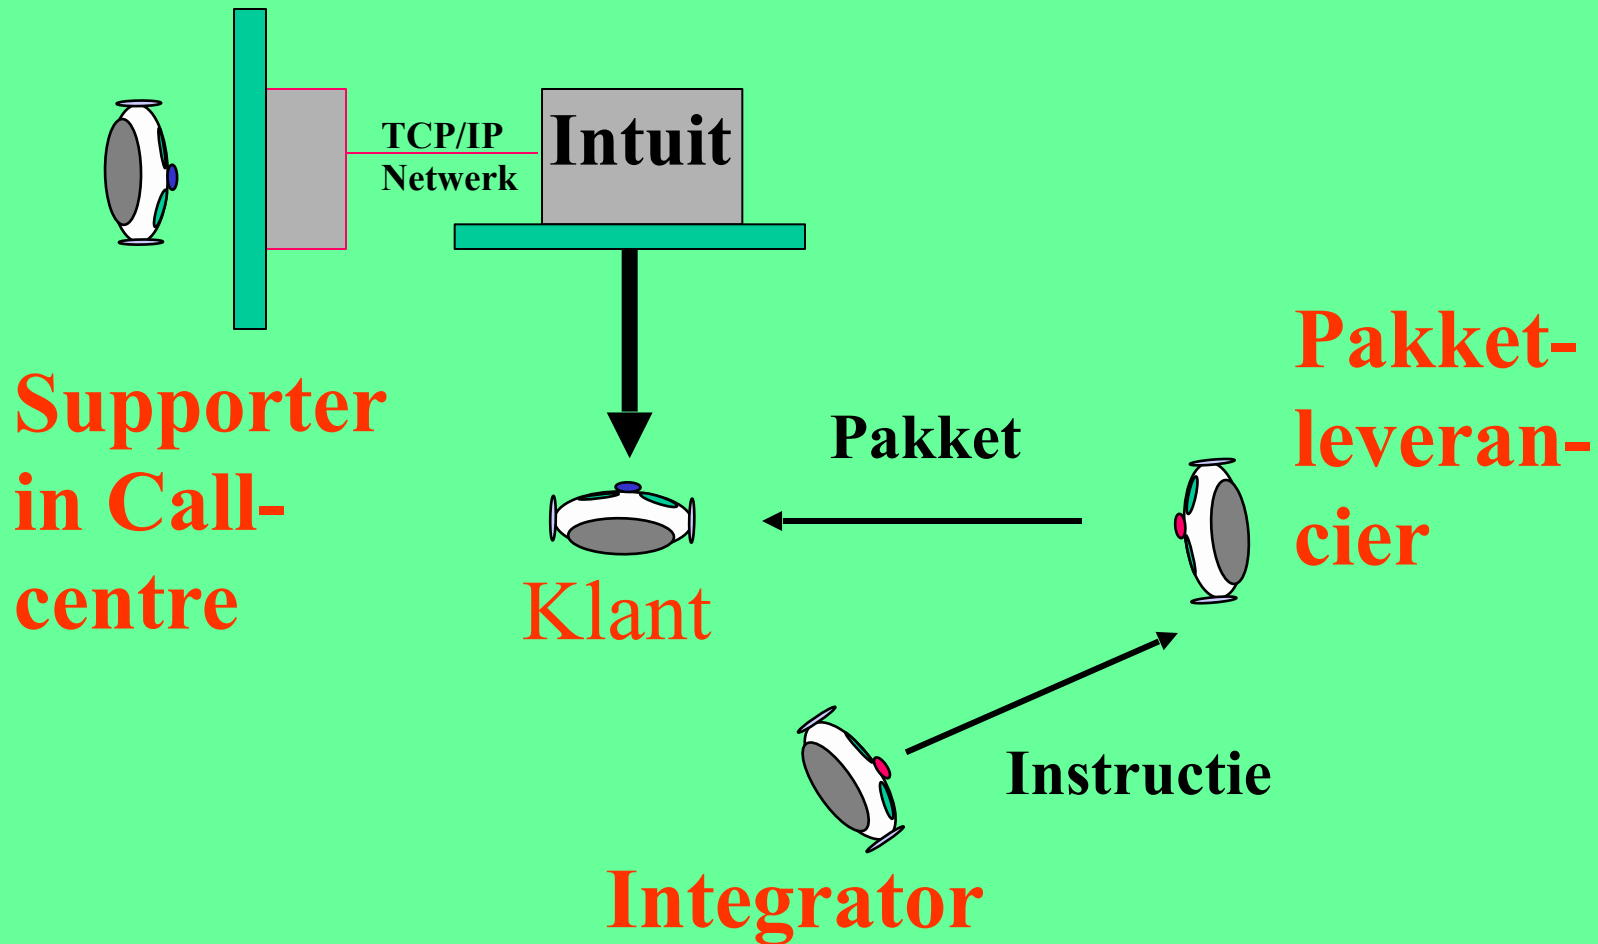 TCP/IP
Netwerk
Intuit
Supporter
in Call-
centre
Klant
Pakket
Pakket-
leveran-
cier
Instructie
Integrator